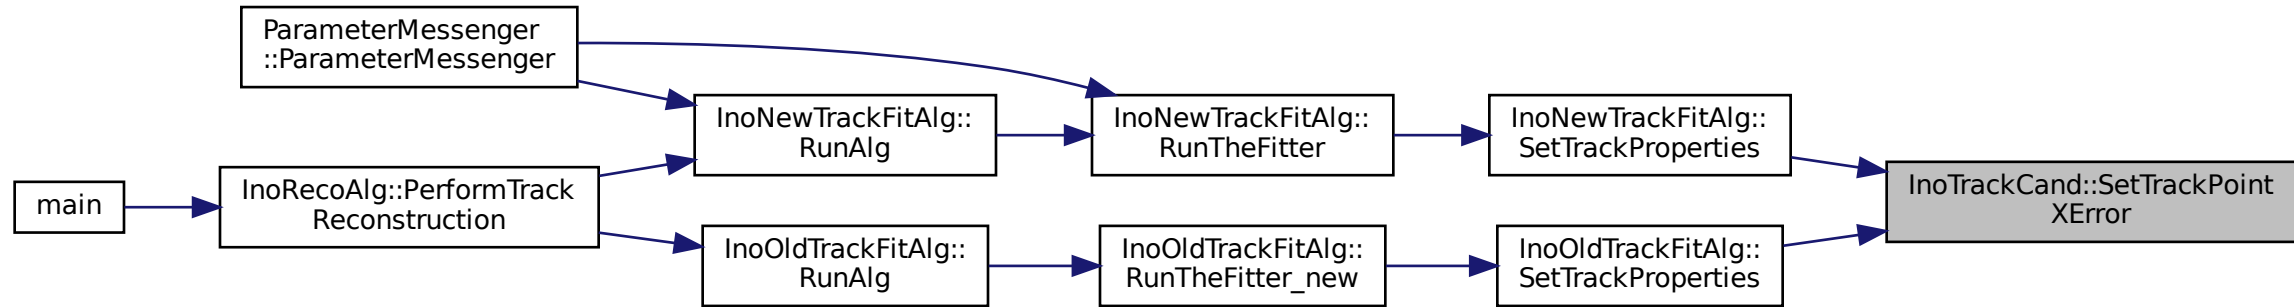 ParameterMessenger
::ParameterMessenger
InoNewTrackFitAlg::
RunAlg
InoNewTrackFitAlg::
RunTheFitter
InoNewTrackFitAlg::
SetTrackProperties
main
InoRecoAlg::PerformTrack
Reconstruction
InoTrackCand::SetTrackPoint
XError
InoOldTrackFitAlg::
RunAlg
InoOldTrackFitAlg::
RunTheFitter_new
InoOldTrackFitAlg::
SetTrackProperties